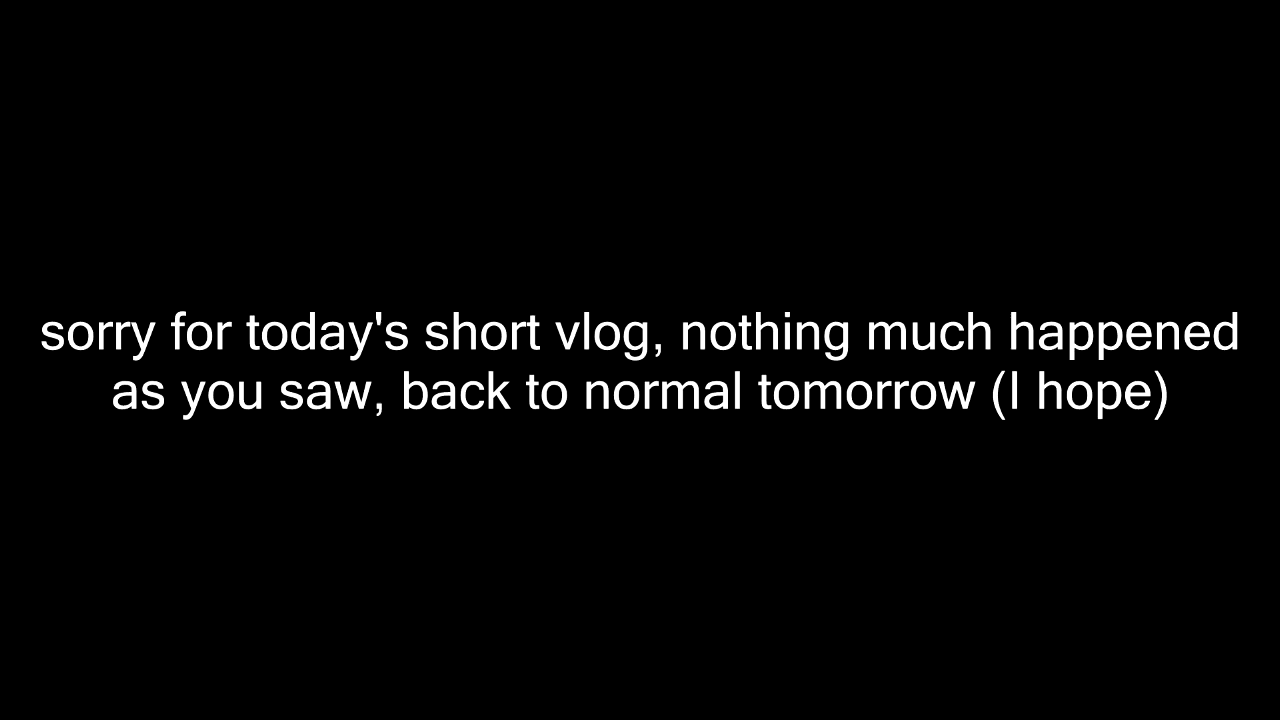 sorry for today's short vlog, nothing much happened
as you saw, back to normal tomorrow (I hope)